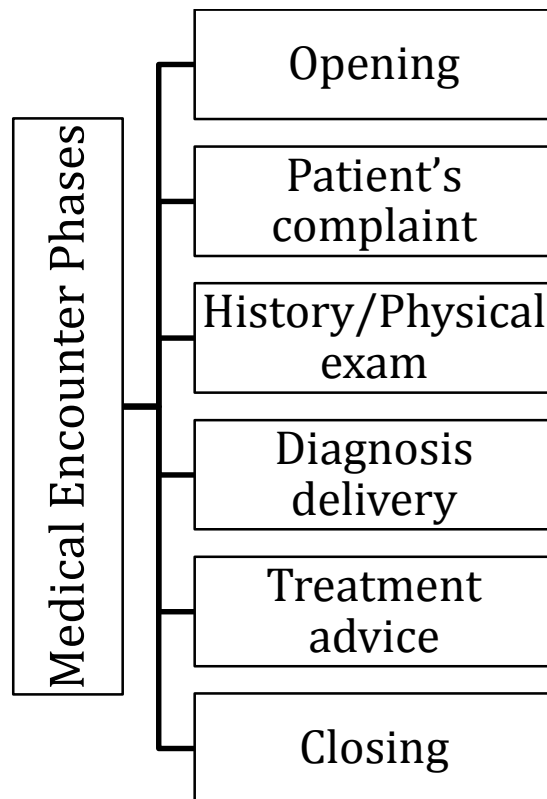 Medical Encounter Phases
Opening
Patient’s
complaint
History/Physical
exam
Diagnosis
delivery
Treatment
advice
Closing